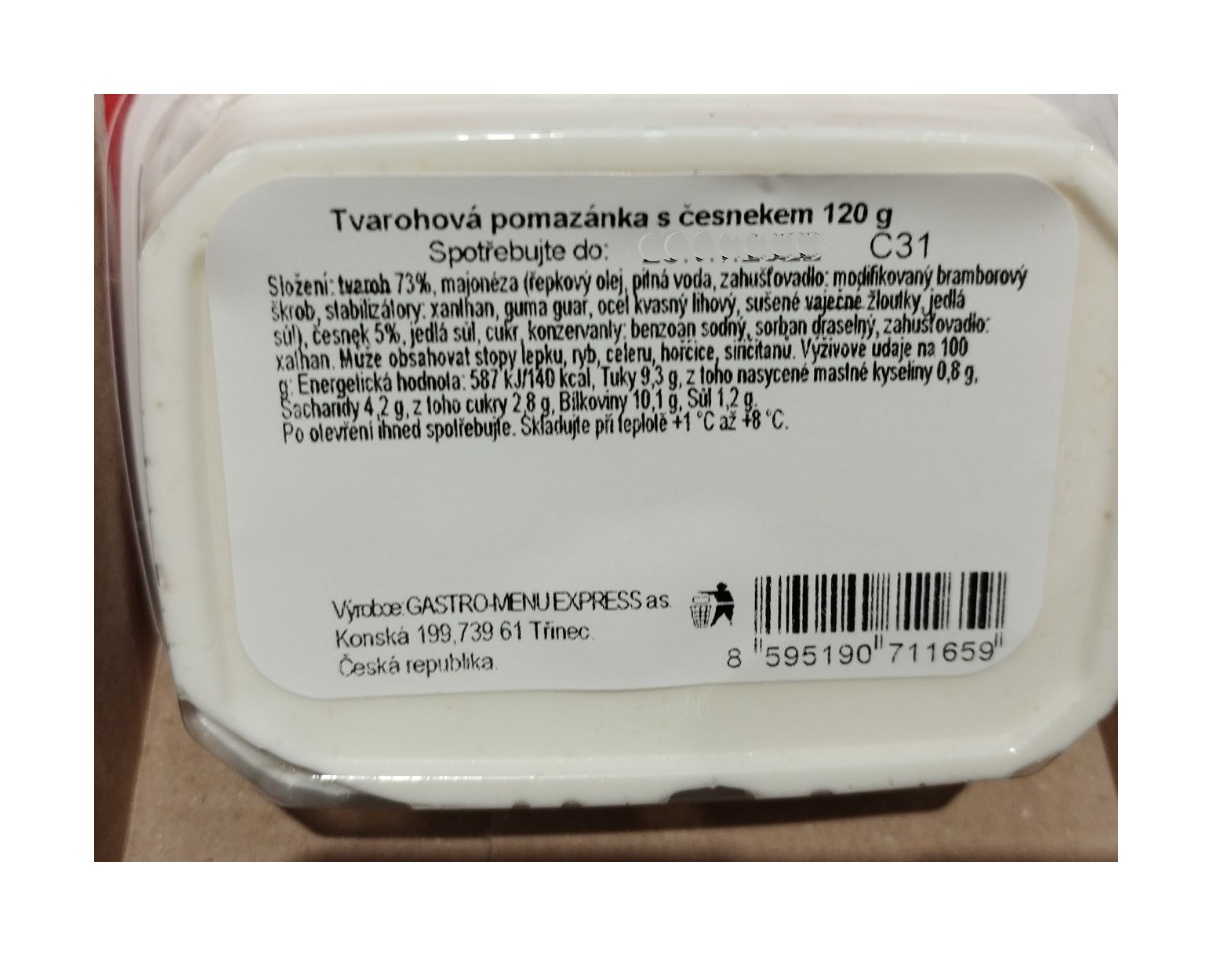 Tvarohová pomazánka s česnekem 120 g
Spotřebujte do: C31
Složení: tvaroh 73%, majonéza (řepkový olej, pitná voda, zahušťovadlo: modifikovaný bramborový
škrob, stabilizátory: xanthan, guma guar, ocet kvasný lihový, sušené vaječné žloutky, jedlá
sůl), česnek 5%, jedlá sůl, cukr, konzervanty: benzoan sodný, sorban draselný, zahušťovadlo:
xathan. Může obsahovat stopy lepku, ryb, celeru, hořčice, siřičitanů. Výživové údaje na 100
g: Energetická hodnota: 587 kJ/140 kcal, Tuky 9,3 g, z toho nasycené mastné kyseliny 0,8 g,
Sacharidy 4,2 g, z toho cukry 2,8 g, Bílkoviny 10,1 g, Sůl 1,2 g.
Po otevření ihned spotřebujte. Skladujte při teplotě +1 °C až +8 °C.
Výrobce: GASTRO-MENU EXPRESS a.s.
Konská 199, 739 61 Třinec.
Česká republika.
8 595190 711659